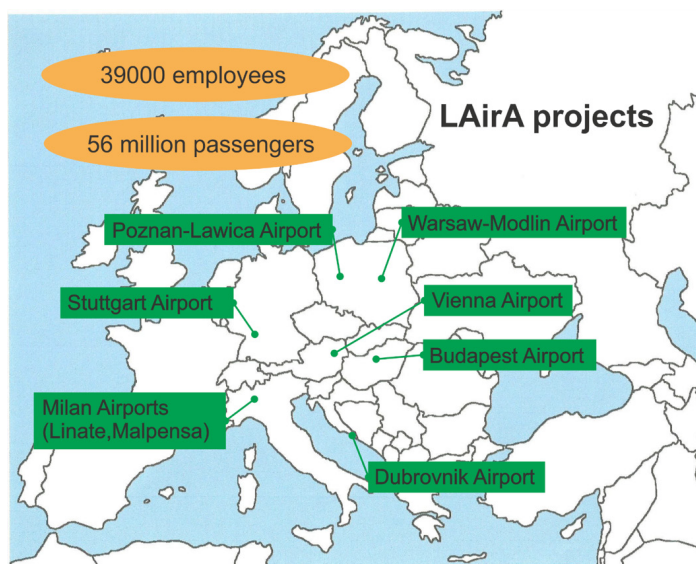 39000 employees
LAirA projects
56 million passengers
Poznan-Lawica Airport
Warsaw-Modlin Airport
Stuttgart Airport
Vienna Airport
Budapest Airport
Milan Airports
(Linate,Malpensa)
Dubrovnik Airport